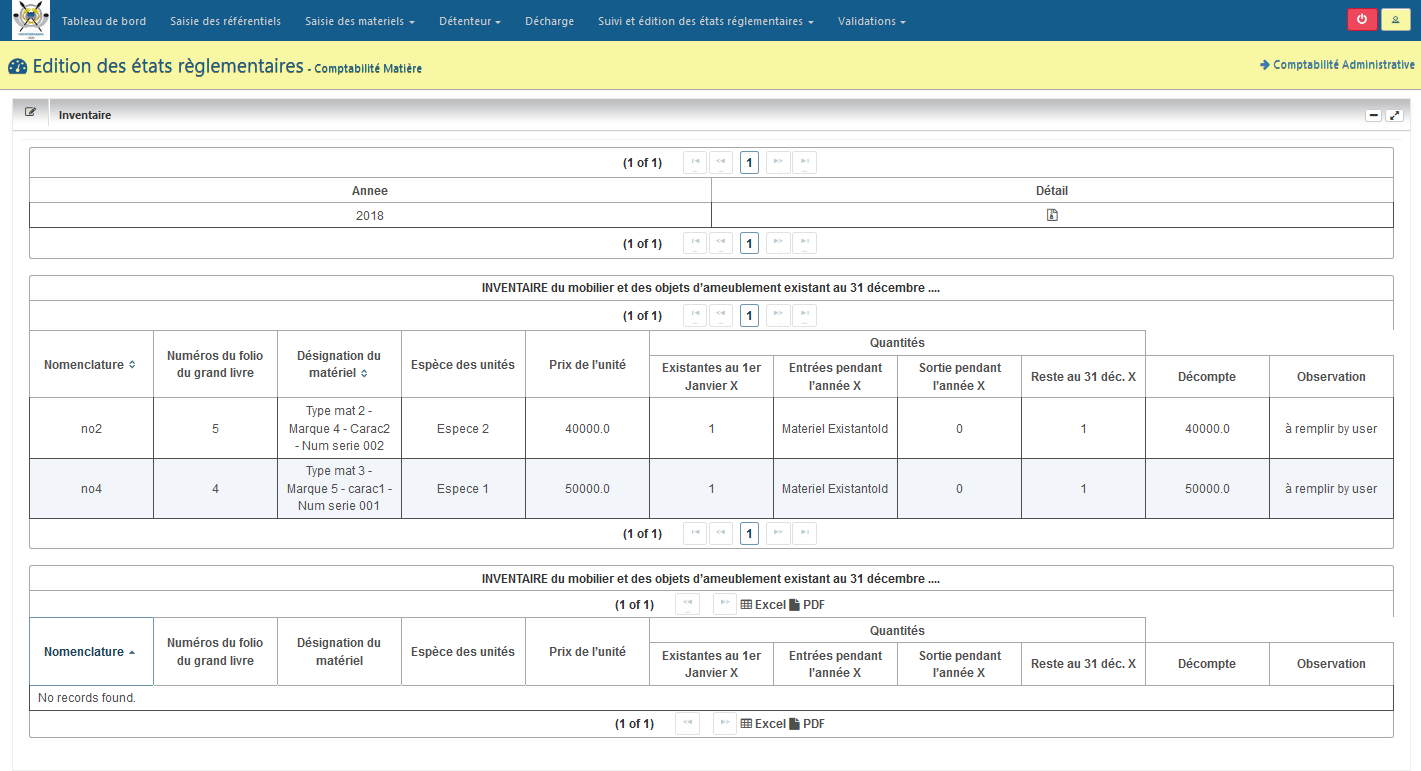 Tableau de bord Saisie des référentiels Saisie des materiels Détenteur Décharge Suivi et édition des états réglementaires Validations
Edition des états règlementaires - Comptabilité Matière
Comptabilité Administrative
Inventaire
(1 of 1) 1
Annee Détail
2018
(1 of 1) 1
INVENTAIRE du mobilier et des objets d'ameublement existant au 31 décembre ....
(1 of 1) 1
Nomenclature
Numéros du folio
du grand livre
Désignation du
matériel
Espèce des unités
Prix de l'unité
Quantités
Existantes au 1er
Janvier X
Entrées pendant
l'année X
Sortie pendant
l'année X
Reste au 31 déc. X
Décompte
Observation
no2
5
Type mat 2 -
Marque 4 - Carac2
- Num serie 002
Espece 2
40000.0
1
Materiel Existantold
0
1
40000.0
à remplir by user
no4
4
Type mat 3 -
Marque 5 - carac1 -
Num serie 001
Espece 1
50000.0
1
Materiel Existantold
0
1
50000.0
à remplir by user
(1 of 1) 1
INVENTAIRE du mobilier et des objets d'ameublement existant au 31 décembre ....
(1 of 1) Excel PDF
Nomenclature
Numéros du folio
du grand livre
Désignation du
matériel
Espèce des unités
Prix de l'unité
Quantités
Existantes au 1er
Janvier X
Entrées pendant
l'année X
Sortie pendant
l'année X
Reste au 31 déc. X
Décompte
Observation
No records found.
(1 of 1) Excel PDF